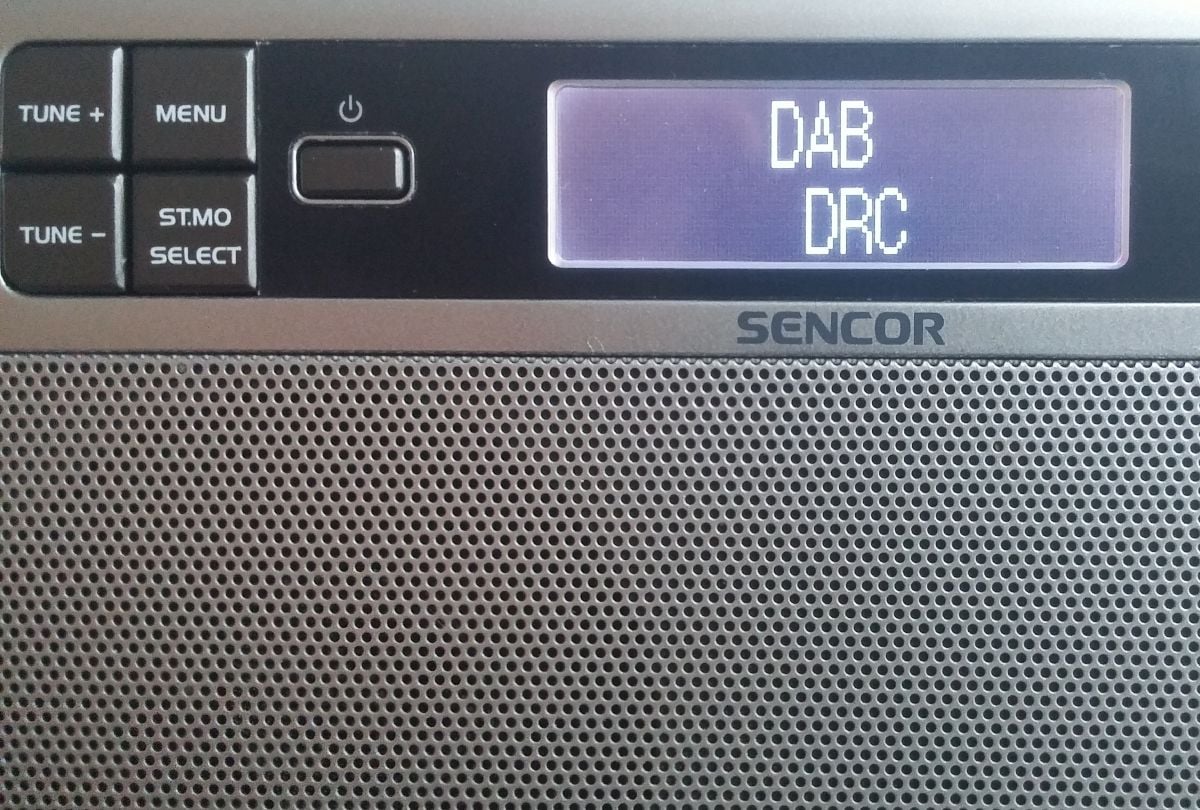 TUNE +
MENU
TUNE −
ST.MO
SELECT
DAB
DRC
SENCOR